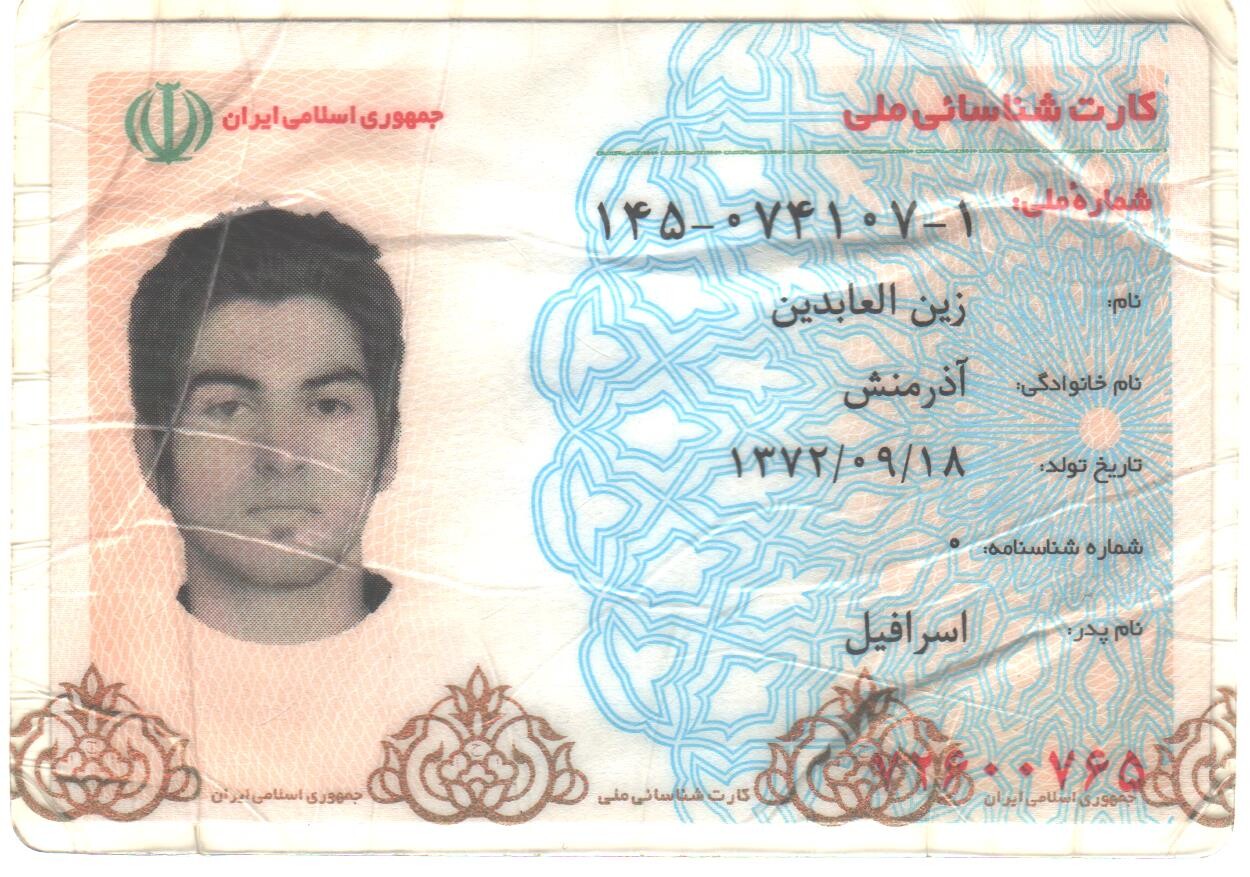 جمهوری اسلامی ایران
کارت شناسائی ملی
شمارهٔ ملی: ۱۴۵-۰۷۴۱۰۷-۱
نام: زین العابدین
نام خانوادگی: آذرمنش
تاریخ تولد: ۱۳۷۲/۰۹/۱۸
شماره شناسنامه: ۰
نام پدر: اسرافیل
۷۲۶۰۰۷۶۵
جمهوری اسلامی ایران کارت شناسائی ملی جمهوری اسلامی ایران